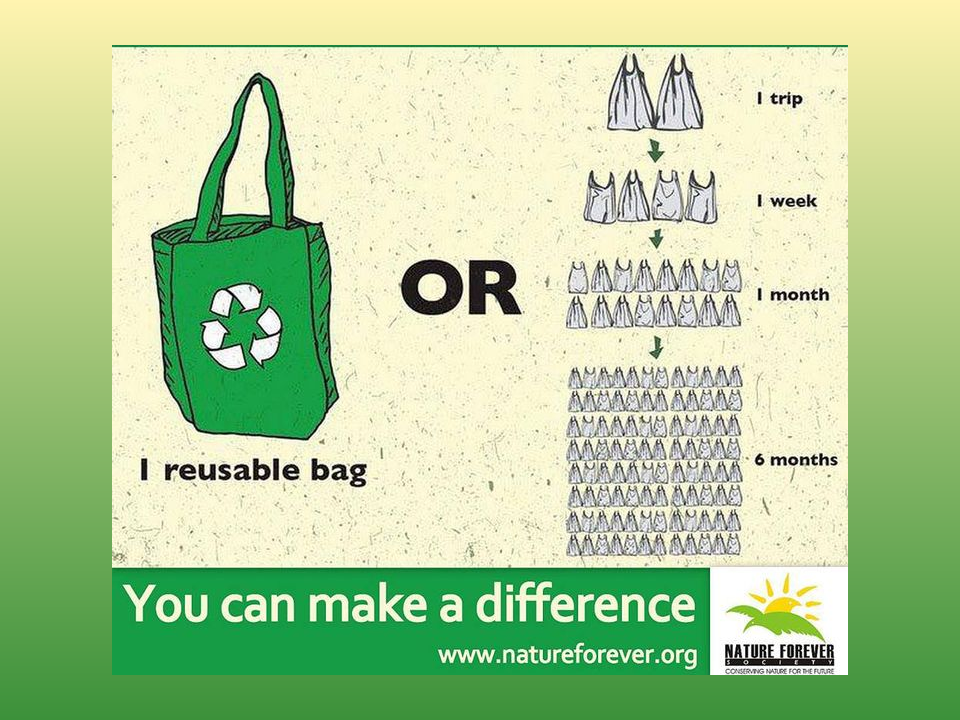 1 trip
1 week
OR
1 month
6 months
1 reusable bag
You can make a difference
www.natureforever.org
NATURE FOREVER
SOCIETY
CONSERVING NATURE FOR THE FUTURE